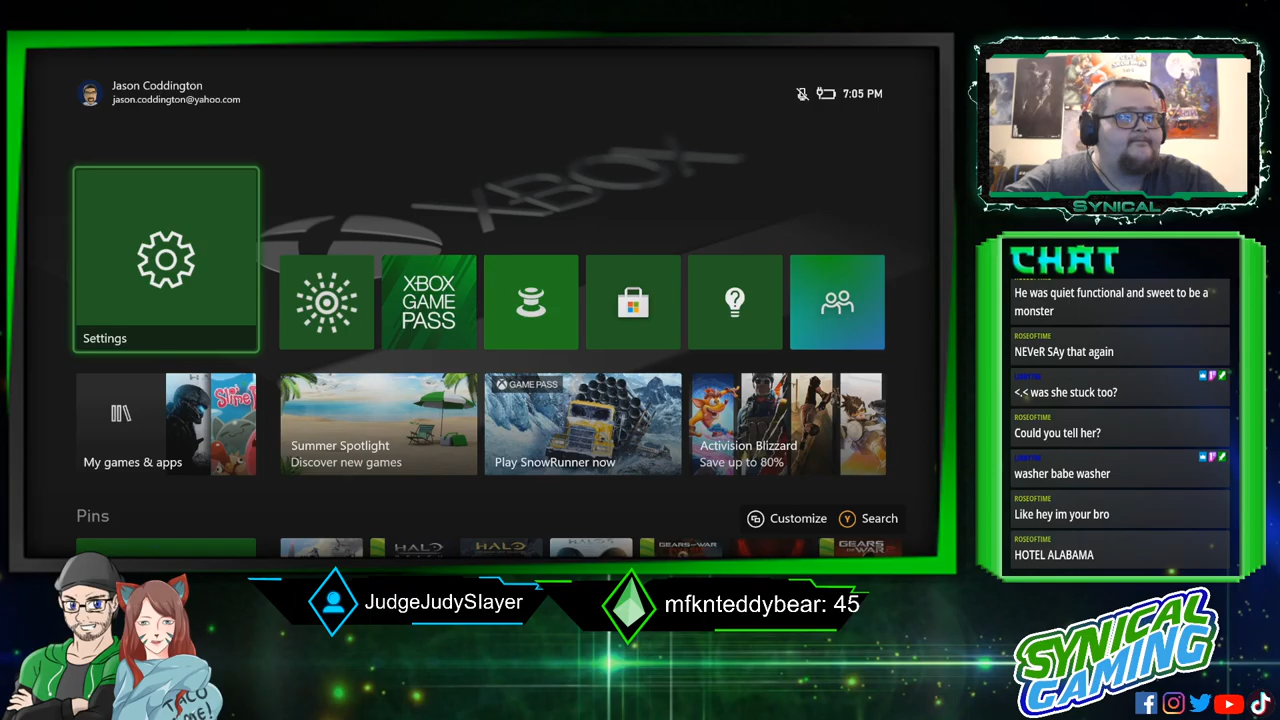 Jason Coddington
jason.coddington@yahoo.com
7:05 PM
XBOX
Settings
XBOX
GAME
PASS
My games & apps
Slime
Summer Spotlight
Discover new games
GAME PASS
Play SnowRunner now
Activision Blizzard
Save up to 80%
Pins
Customize
Y
Search
HALO
HALO
GEARS OF WAR
GEARS
SYNICAL
CHAT
He was quiet functional and sweet to be a
monster
ROSEOFTIME
NEVeR SAy that again
<.< was she stuck too?
ROSEOFTIME
Could you tell her?
washer babe washer
ROSEOFTIME
Like hey im your bro
ROSEOFTIME
HOTEL ALABAMA
JudgeJudySlayer
mfknteddybear: 45
TACO
ME!
SYNICAL
GAMING